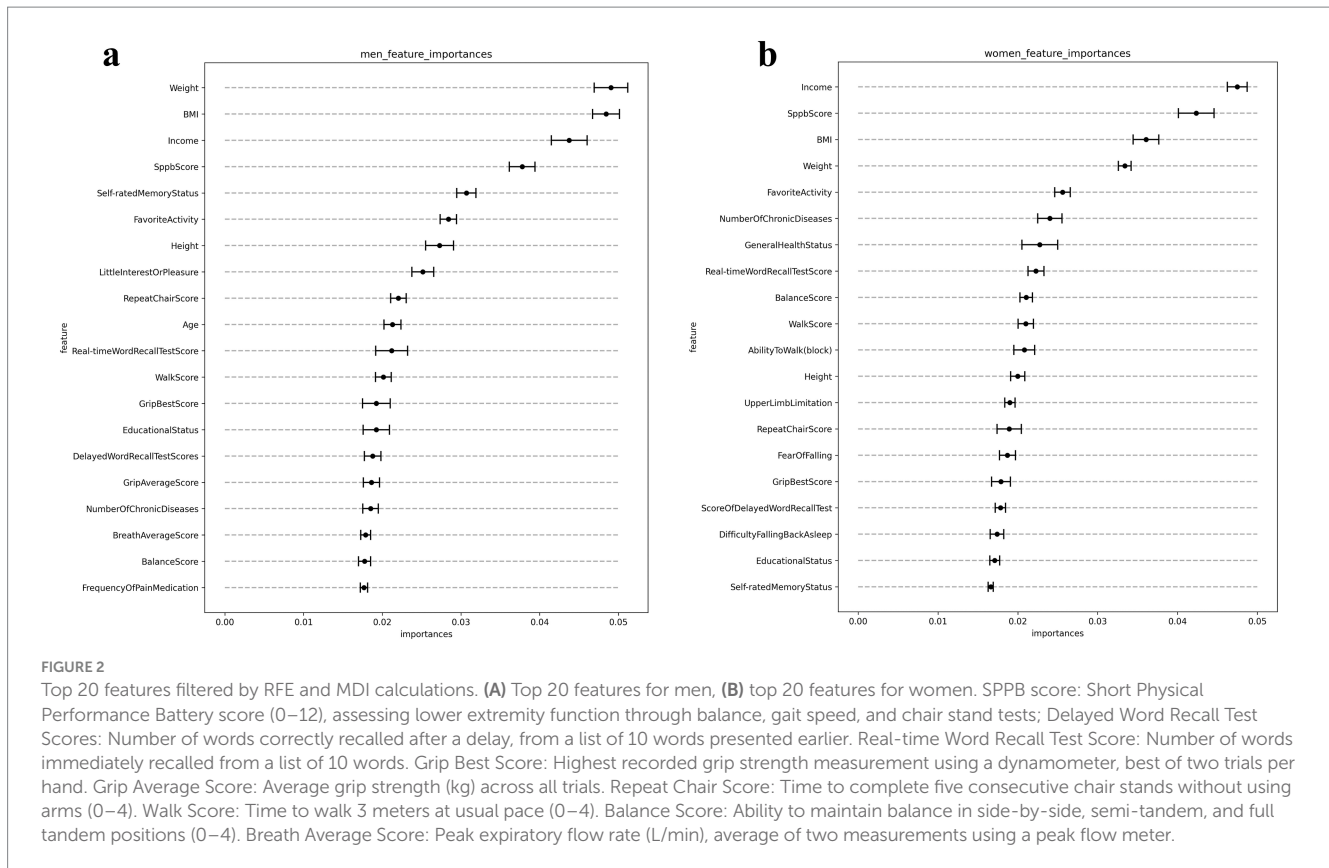 a
men_feature_importances
Weight
BMI
Income
SppbScore
Self-ratedMemoryStatus
FavoriteActivity
Height
LittleInterestOrPleasure
RepeatChairScore
Age
Real-timeWordRecallTestScore
WalkScore
GripBestScore
EducationalStatus
DelayedWordRecallTestScores
GripAverageScore
NumberOfChronicDiseases
BreathAverageScore
BalanceScore
FrequencyOfPainMedication
feature
0.00 0.01 0.02 0.03 0.04 0.05
importances
b
women_feature_importances
Income
SppbScore
BMI
Weight
FavoriteActivity
NumberOfChronicDiseases
GeneralHealthStatus
Real-timeWordRecallTestScore
BalanceScore
WalkScore
AbilityToWalk(block)
Height
UpperLimbLimitation
RepeatChairScore
FearOfFalling
GripBestScore
ScoreOfDelayedWordRecallTest
DifficultyFallingBackAsleep
EducationalStatus
Self-ratedMemoryStatus
feature
0.00 0.01 0.02 0.03 0.04 0.05
importances
FIGURE 2
Top 20 features filtered by RFE and MDI calculations. (A) Top 20 features for men, (B) top 20 features for women. SPPB score: Short Physical
Performance Battery score (0–12), assessing lower extremity function through balance, gait speed, and chair stand tests; Delayed Word Recall Test
Scores: Number of words correctly recalled after a delay, from a list of 10 words presented earlier. Real-time Word Recall Test Score: Number of words
immediately recalled from a list of 10 words. Grip Best Score: Highest recorded grip strength measurement using a dynamometer, best of two trials per
hand. Grip Average Score: Average grip strength (kg) across all trials. Repeat Chair Score: Time to complete five consecutive chair stands without using
arms (0–4). Walk Score: Time to walk 3 meters at usual pace (0–4). Balance Score: Ability to maintain balance in side-by-side, semi-tandem, and full
tandem positions (0–4). Breath Average Score: Peak expiratory flow rate (L/min), average of two measurements using a peak flow meter.